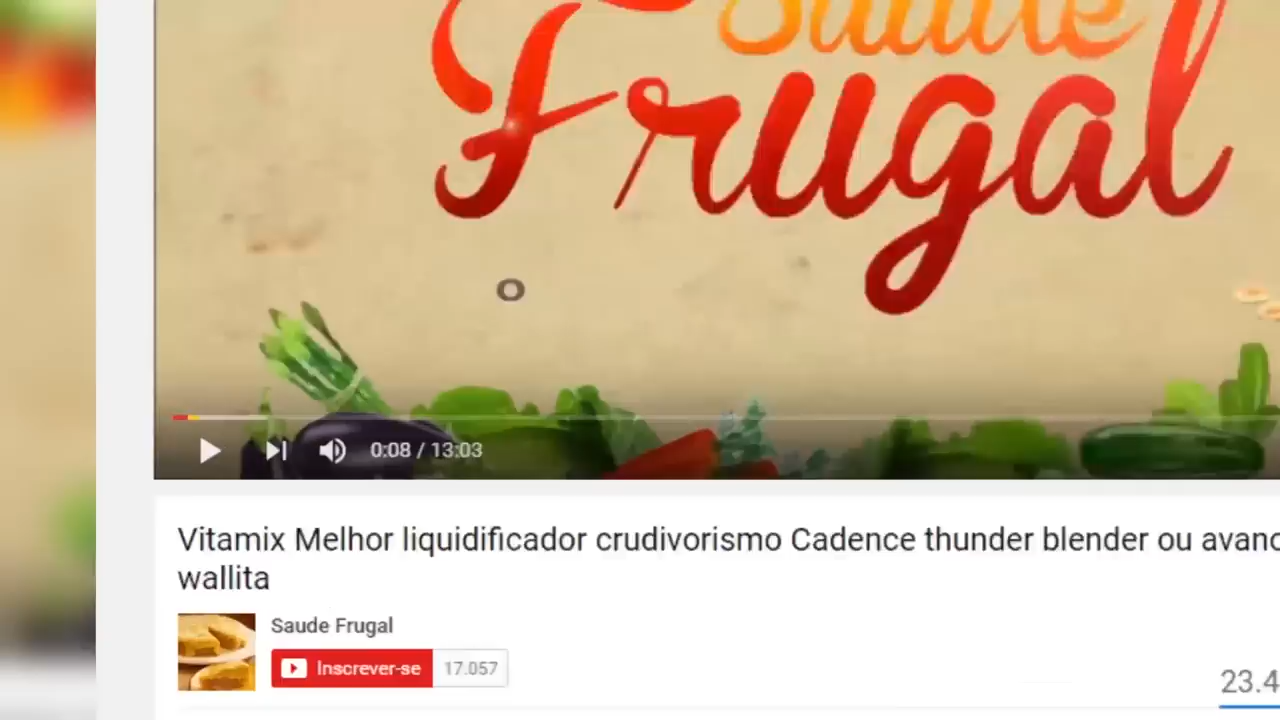 Saude
Frugal
0:08 / 13:03
Vitamix Melhor liquidificador crudivorismo Cadence thunder blender ou
wallita
Saude Frugal
Inscrever-se 17.057
23.4